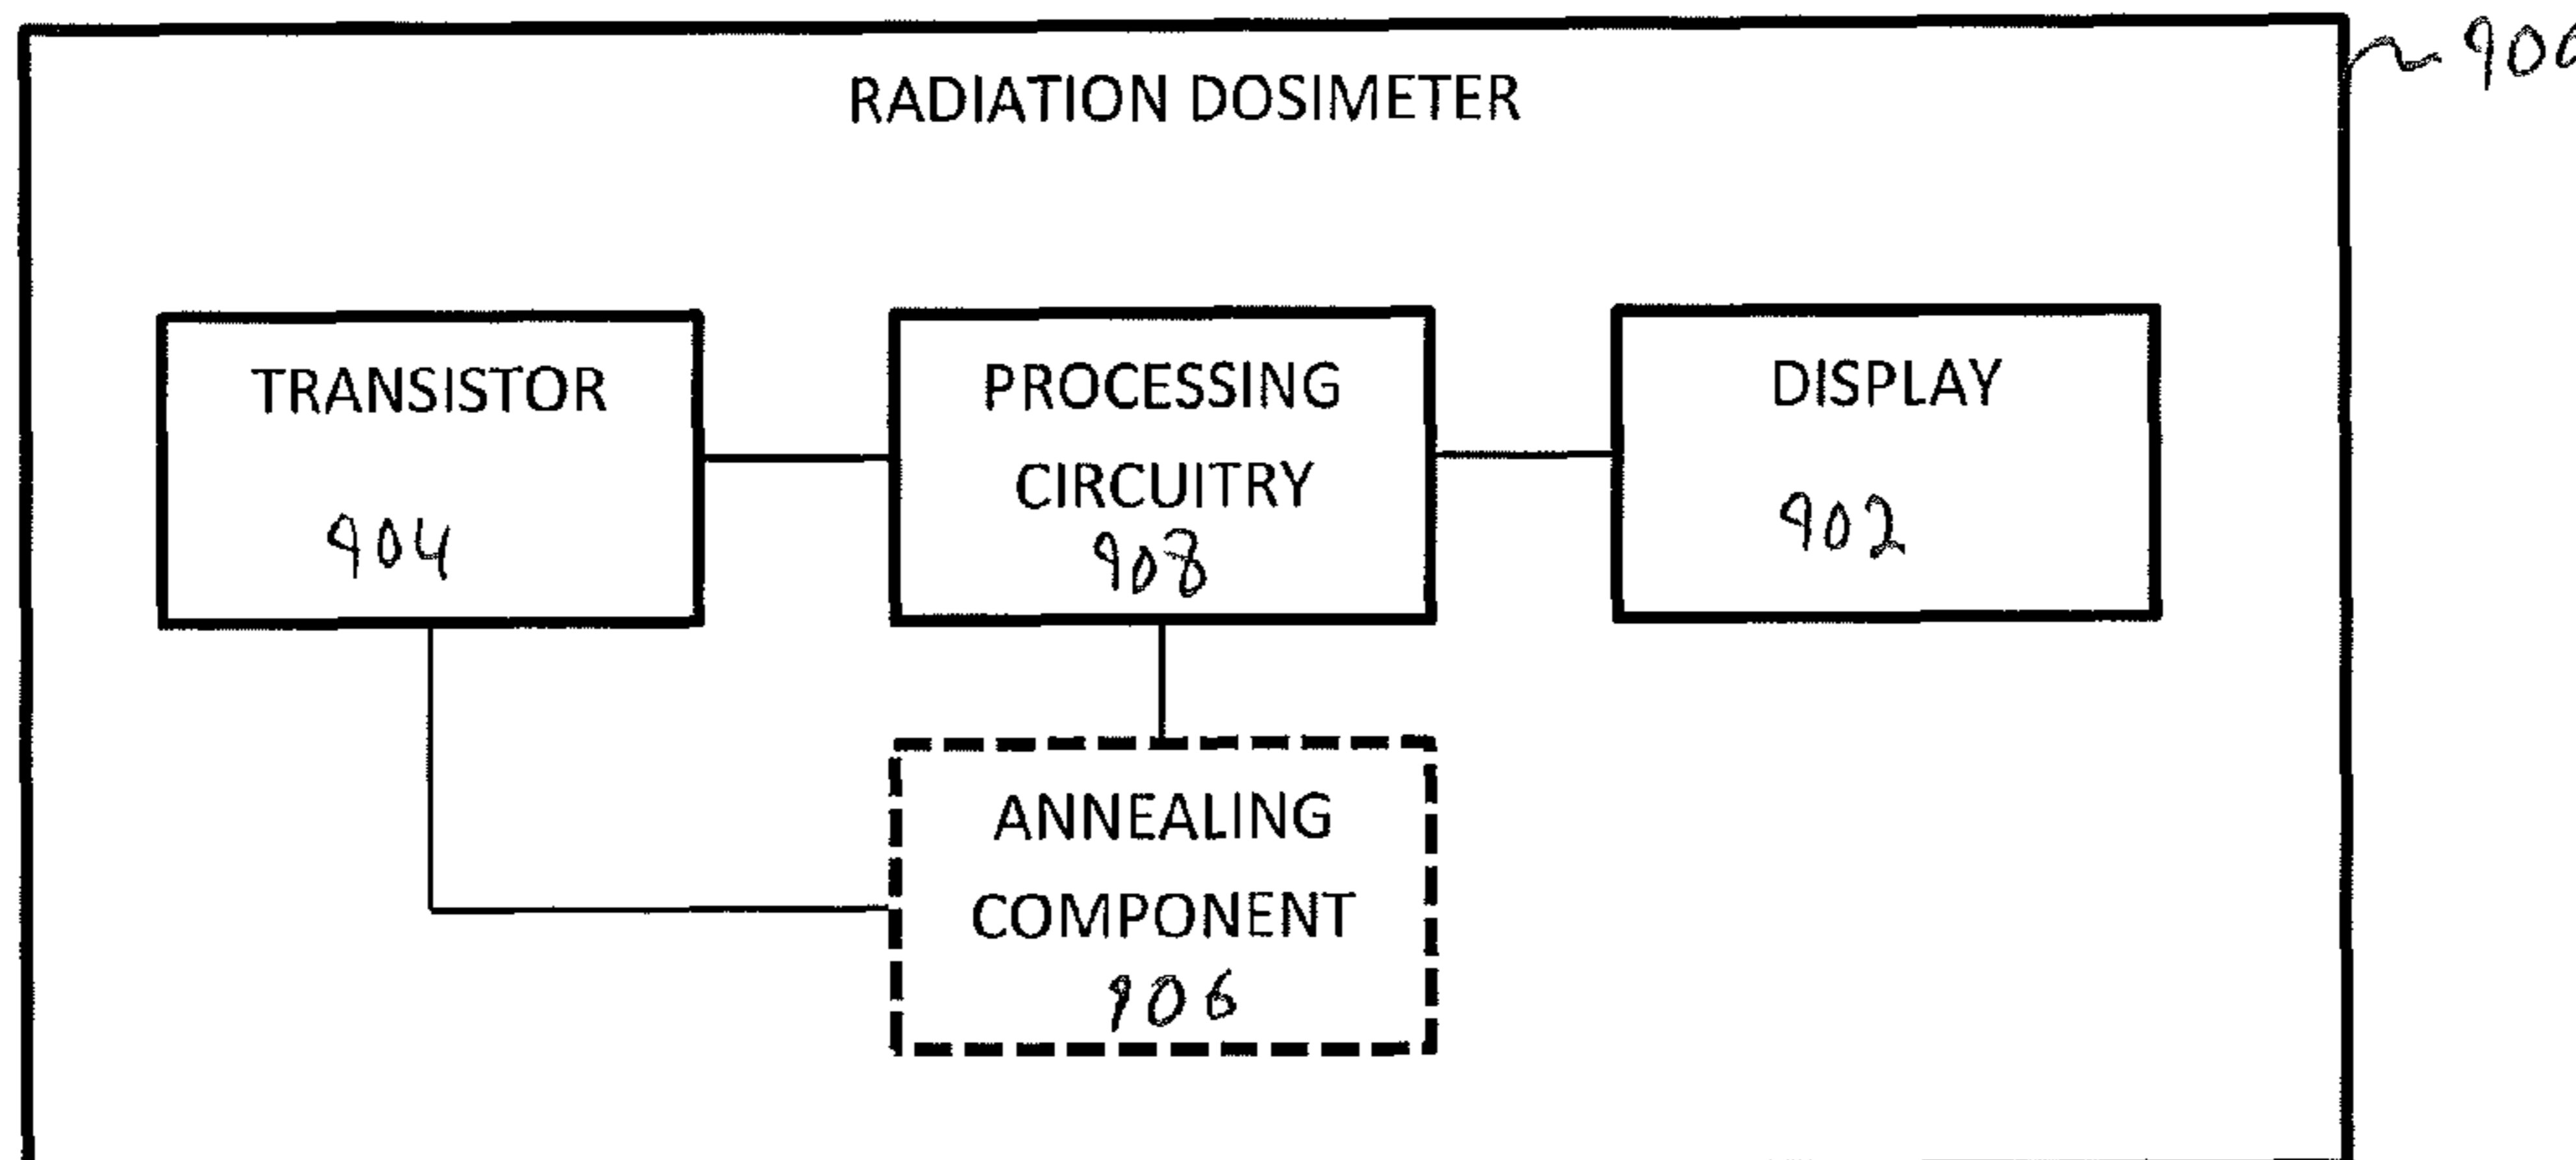 RADIATION DOSIMETER
TRANSISTOR
904
PROCESSING
CIRCUITRY
908
DISPLAY
902
ANNEALING
COMPONENT
906